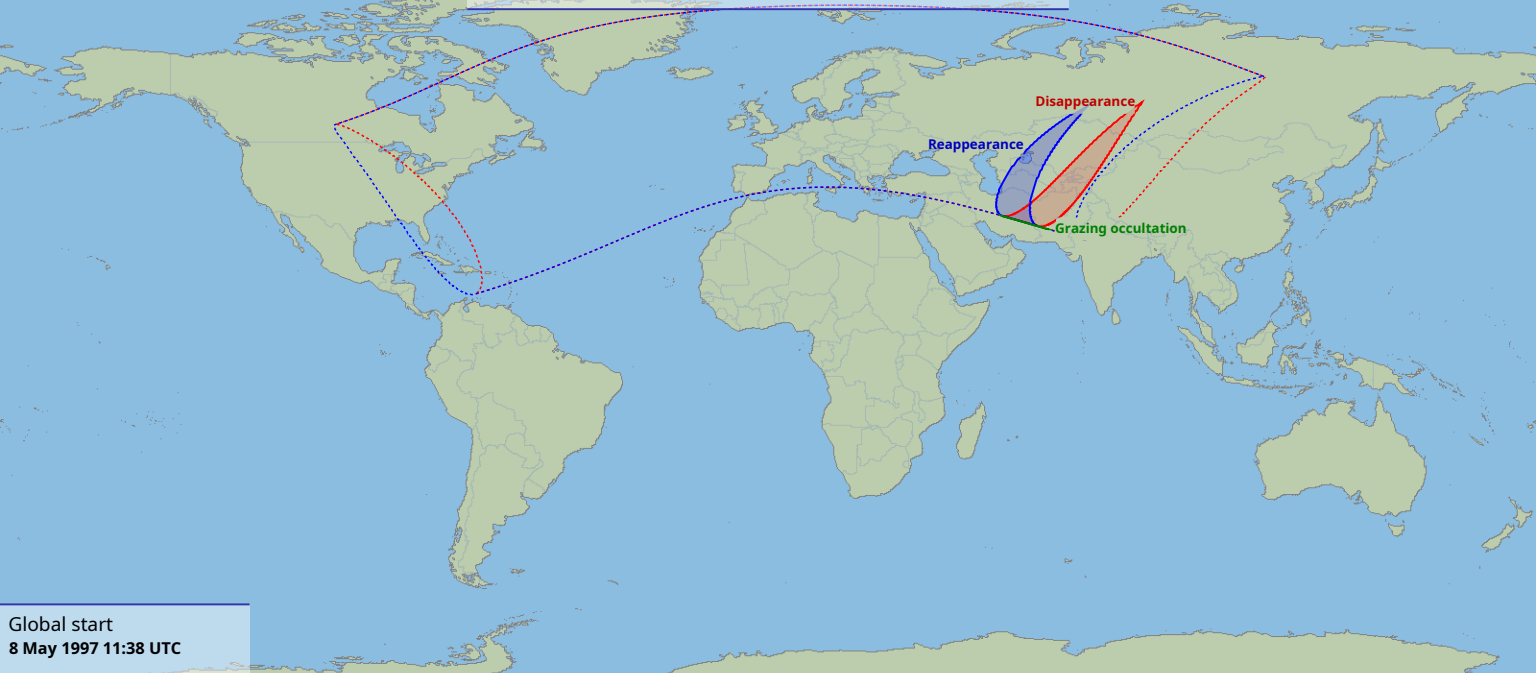 Disappearance
Reappearance
Grazing occultation
Global start
8 May 1997 11:38 UTC